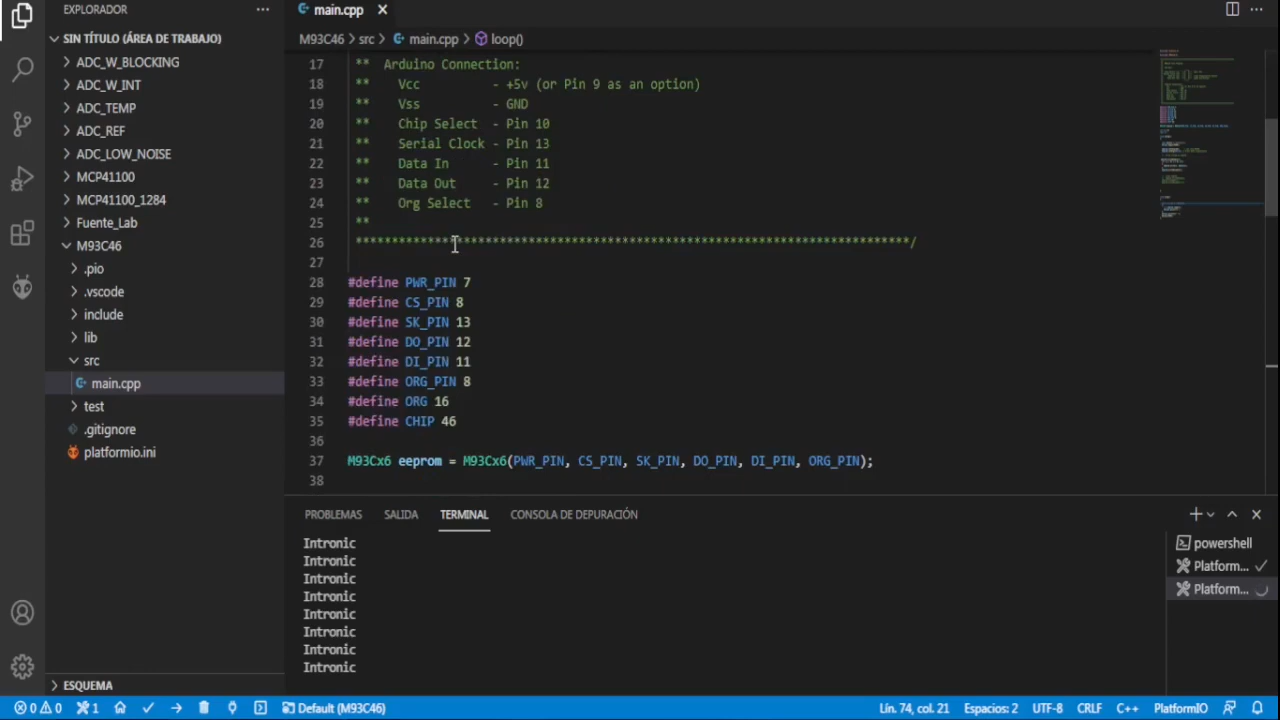 EXPLORADOR
SIN TÍTULO (ÁREA DE TRABAJO)
ADC_W_BLOCKING
ADC_W_INT
ADC_TEMP
ADC_REF
ADC_LOW_NOISE
MCP41100
MCP41100_1284
Fuente_Lab
M93C46
.pio
.vscode
include
lib
src
main.cpp
test
.gitignore
platformio.ini
ESQUEMA
main.cpp
M93C46 > src > main.cpp > loop()
17 ** Arduino Connection:
18 ** Vcc - +5v (or Pin 9 as an option)
19 ** Vss - GND
20 ** Chip Select - Pin 10
21 ** Serial Clock - Pin 13
22 ** Data In - Pin 11
23 ** Data Out - Pin 12
24 ** Org Select - Pin 8
25 **
26 *****************************************************************************/
27
28 #define PWR_PIN 7
29 #define CS_PIN 8
30 #define SK_PIN 13
31 #define DO_PIN 12
32 #define DI_PIN 11
33 #define ORG_PIN 8
34 #define ORG 16
35 #define CHIP 46
36
37 M93Cx6 eeprom = M93Cx6(PWR_PIN, CS_PIN, SK_PIN, DO_PIN, DI_PIN, ORG_PIN);
38
PROBLEMAS SALIDA TERMINAL CONSOLA DE DEPURACIÓN
Intronic
Intronic
Intronic
Intronic
Intronic
Intronic
Intronic
Intronic
powershell
Platform...
Platform...
0 0 1 Default (M93C46) Lín. 74, col. 21 Espacios: 2 UTF-8 CRLF C++ PlatformIO